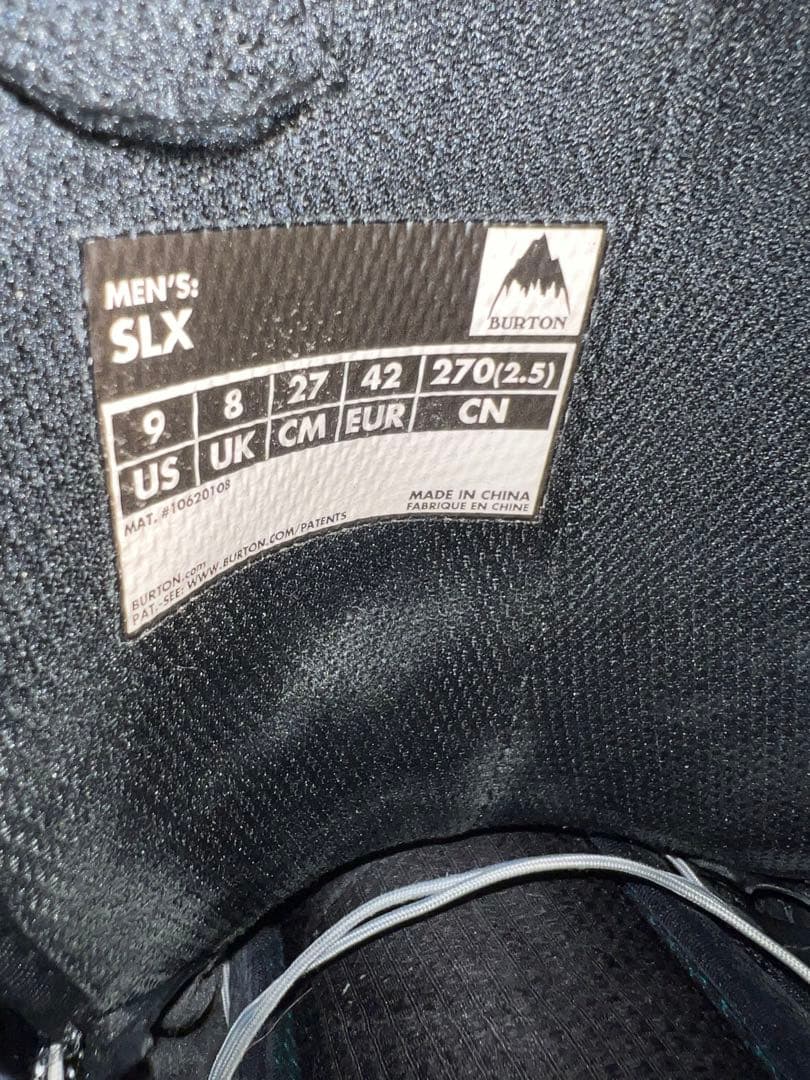 MEN'S:
SLX
BURTON
9 8 27 42 270(2.5)
US UK CM EUR CN
MAT. #10620108
MADE IN CHINA
FABRIQUE EN CHINE
BURTON.com
PAT.-SEE: WWW.BURTON.COM/PATENTS